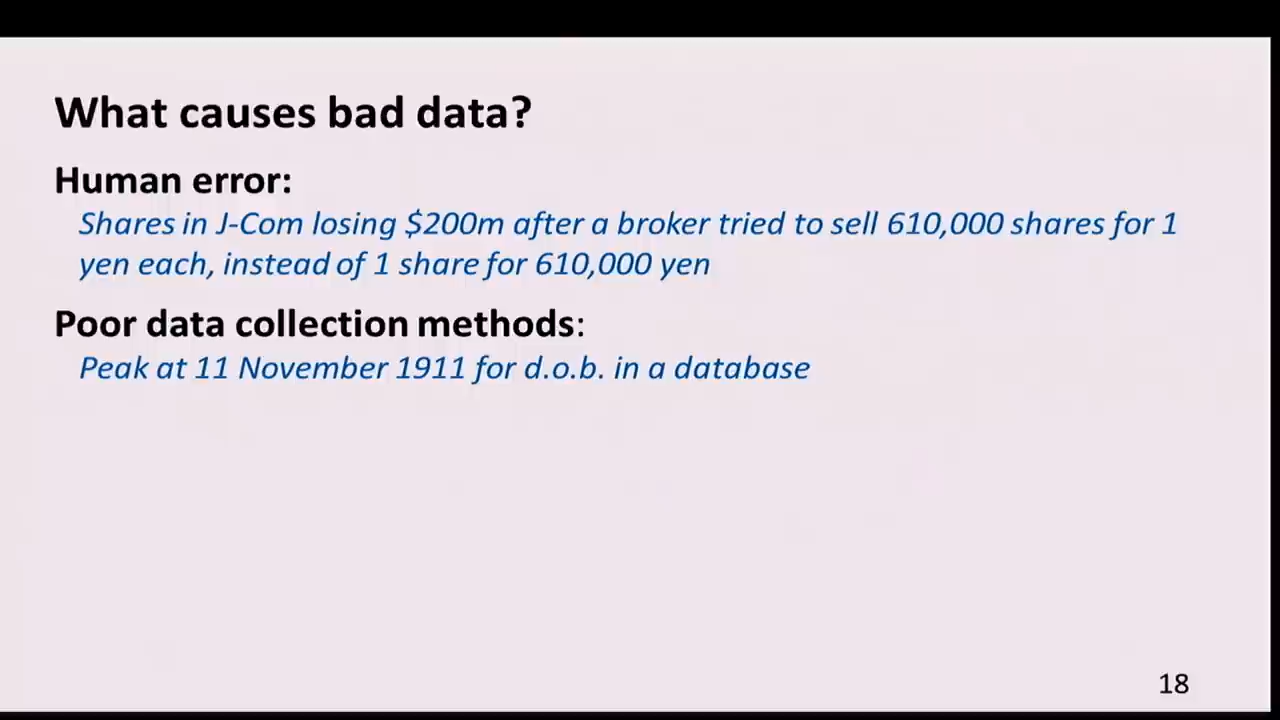 What causes bad data?
Human error:
Shares in J-Com losing $200m after a broker tried to sell 610,000 shares for 1
yen each, instead of 1 share for 610,000 yen
Poor data collection methods:
Peak at 11 November 1911 for d.o.b. in a database
18